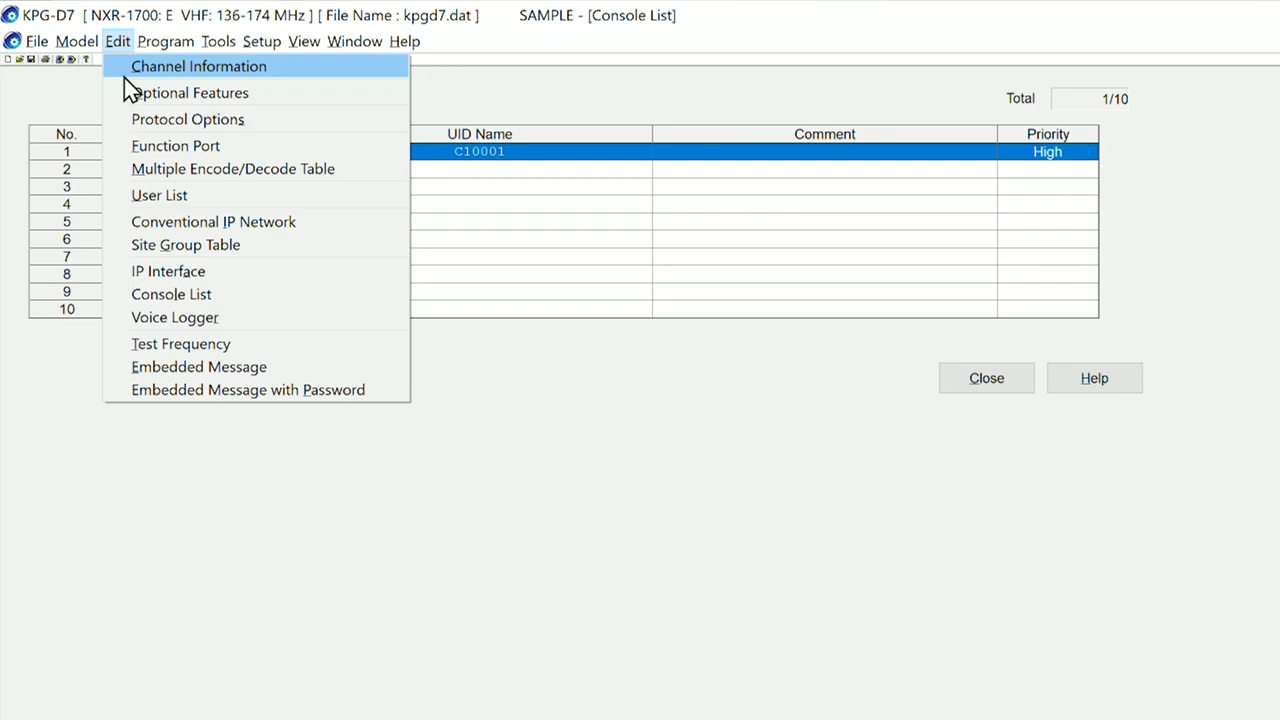 KPG-D7 [ NXR-1700: E VHF: 136-174 MHz ] [ File Name : kpgd7.dat ] SAMPLE - [Console List]
File Model Edit Program Tools Setup View Window Help
Channel Information
Optional Features
Protocol Options
Function Port
Multiple Encode/Decode Table
User List
Conventional IP Network
Site Group Table
IP Interface
Console List
Voice Logger
Test Frequency
Embedded Message
Embedded Message with Password
Total 1/10
No. UID Name Comment Priority
1 C10001 High
2
3
4
5
6
7
8
9
10
Close Help